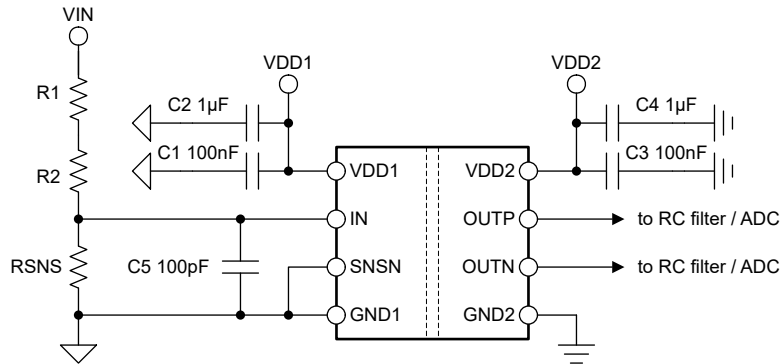 VIN
VDD1
VDD2
R1
C2 1µF
C4 1µF
C1 100nF
C3 100nF
R2
VDD1
VDD2
IN
OUTP
to RC filter / ADC
RSNS
C5 100pF
SNSN
OUTN
to RC filter / ADC
GND1
GND2